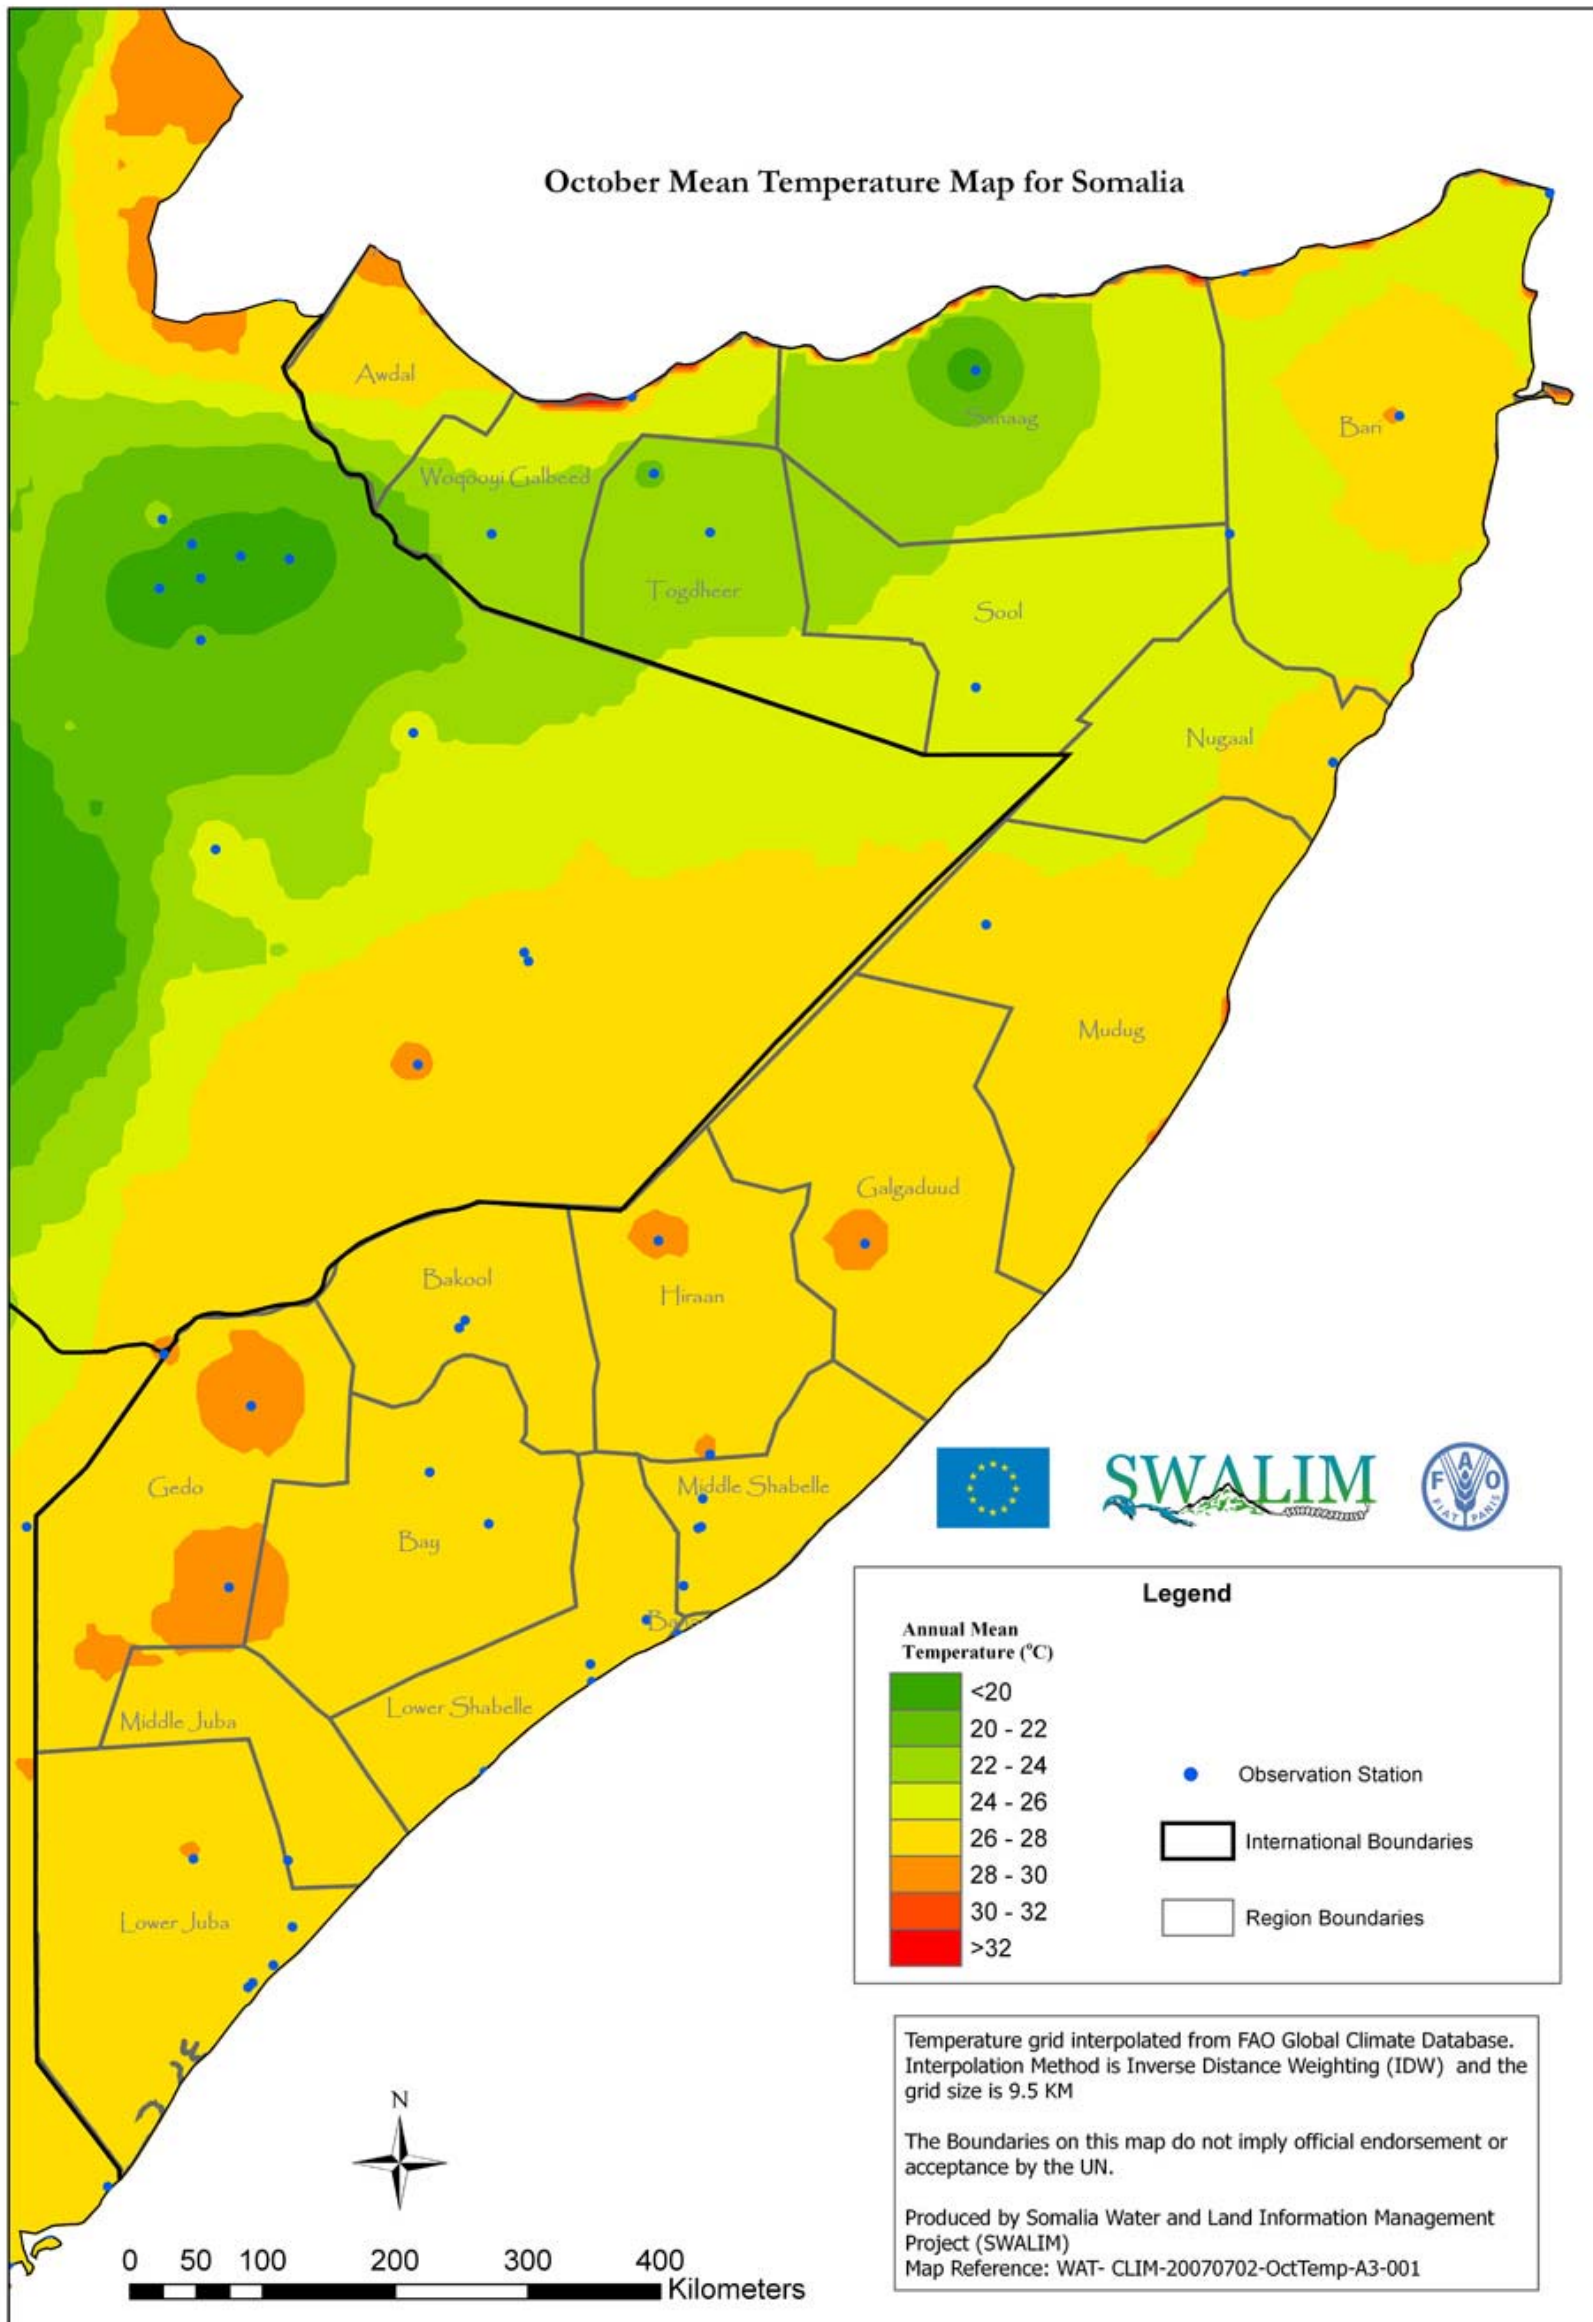 October Mean Temperature Map for Somalia
Awdal
Sanaag
Bari
Woqooyi Galbeed
Togdheer
Sool
Nugaal
Mudug
Galgaduud
Bakool
Hiraan
Gedo
Middle Shabelle
Bay
Lower Shabelle
Middle Juba
Lower Juba
SWALIM
F A O
FIAT PANIS
Legend
Annual Mean
Temperature (°C)
<20
20 - 22
22 - 24
24 - 26
26 - 28
28 - 30
30 - 32
>32
Observation Station
International Boundaries
Region Boundaries
Temperature grid interpolated from FAO Global Climate Database.
Interpolation Method is Inverse Distance Weighting (IDW) and the
grid size is 9.5 KM
The Boundaries on this map do not imply official endorsement or
acceptance by the UN.
Produced by Somalia Water and Land Information Management
Project (SWALIM)
Map Reference: WAT- CLIM-20070702-OctTemp-A3-001
N
0 50 100 200 300 400
Kilometers